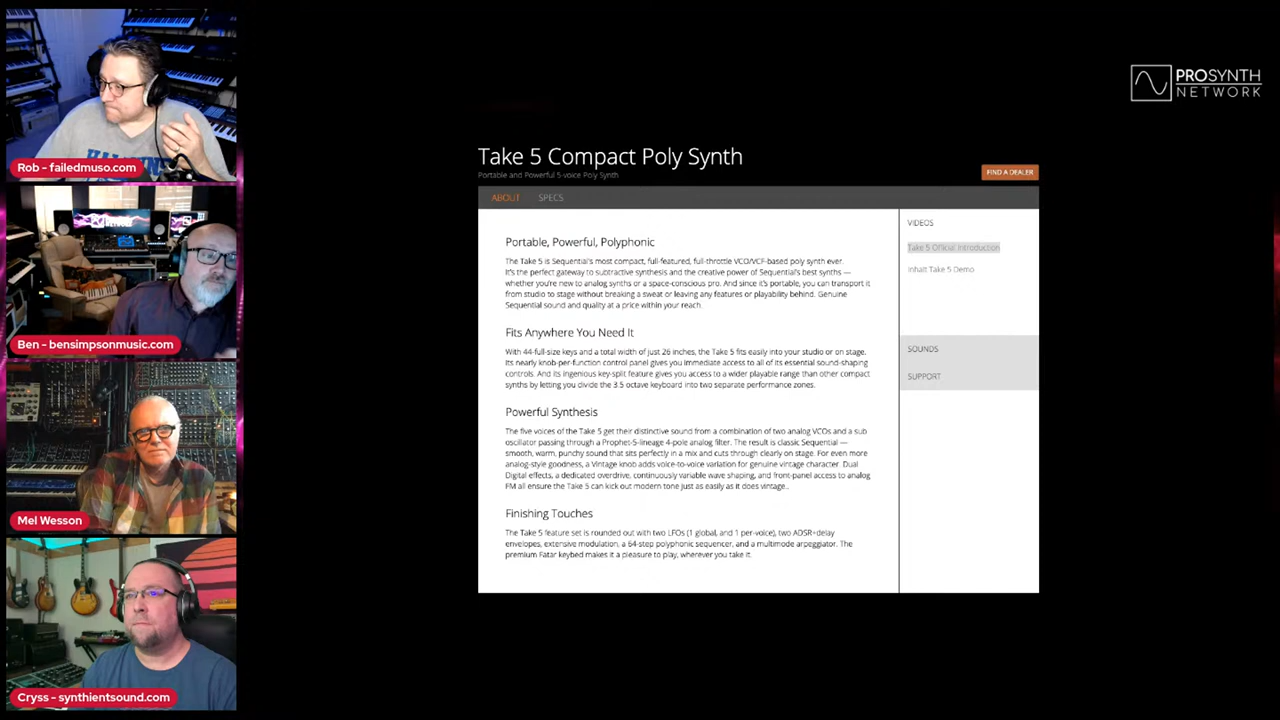 Rob - failedmuso.com
Ben - bensimpsonmusic.com
Mel Wesson
Cryss - synthientsound.com
PROSYNTH
NETWORK
Take 5 Compact Poly Synth
Portable and Powerful 5-voice Poly Synth
FIND A DEALER
ABOUT SPECS
Portable, Powerful, Polyphonic
The Take 5 is Sequential's most compact, full-featured, full-throttle VCO/VCF-based poly synth ever.
It's the perfect gateway to subtractive synthesis and the creative power of Sequential's best synths —
whether you're new to analog synths or a space-conscious pro. And since it's portable, you can transport it
from studio to stage without breaking a sweat or leaving any features or playability behind. Genuine
Sequential sound and quality at a price within your reach.
Fits Anywhere You Need It
With 44-full-size keys and a total width of just 26 inches, the Take 5 fits easily into your studio or on stage.
Its nearly knob-per-function control panel gives you immediate access to all of its essential sound-shaping
controls. And its ingenious key-split feature gives you access to a wider playable range than other compact
synths by letting you divide the 3.5 octave keyboard into two separate performance zones.
Powerful Synthesis
The five voices of the Take 5 get their distinctive sound from a combination of two analog VCOs and a sub
oscillator passing through a Prophet-5-lineage 4-pole analog filter. The result is classic Sequential —
smooth, warm, punchy sound that sits perfectly in a mix and cuts through clearly on stage. For even more
analog-style goodness, a Vintage knob adds voice-to-voice variation for genuine vintage character. Dual
Digital effects, a dedicated overdrive, continuously variable wave shaping, and front-panel access to analog
FM all ensure the Take 5 can kick out modern tone just as easily as it does vintage..
Finishing Touches
The Take 5 feature set is rounded out with two LFOs (1 global, and 1 per-voice), two ADSR+delay
envelopes, extensive modulation, a 64-step polyphonic sequencer, and a multimode arpeggiator. The
premium Fatar keybed makes it a pleasure to play, wherever you take it.
VIDEOS
Take 5 Official Introduction
Inhalt Take 5 Demo
SOUNDS
SUPPORT